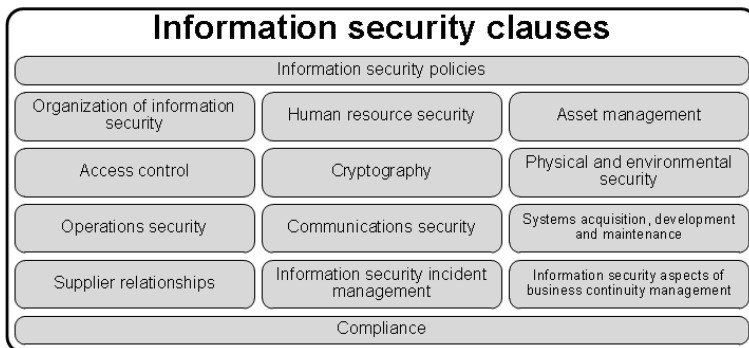 Information security clauses
Information security policies
Organization of information
security
Human resource security
Asset management
Access control
Cryptography
Physical and environmental
security
Operations security
Communications security
Systems acquisition, development
and maintenance
Supplier relationships
Information security incident
management
Information security aspects of
business continuity management
Compliance